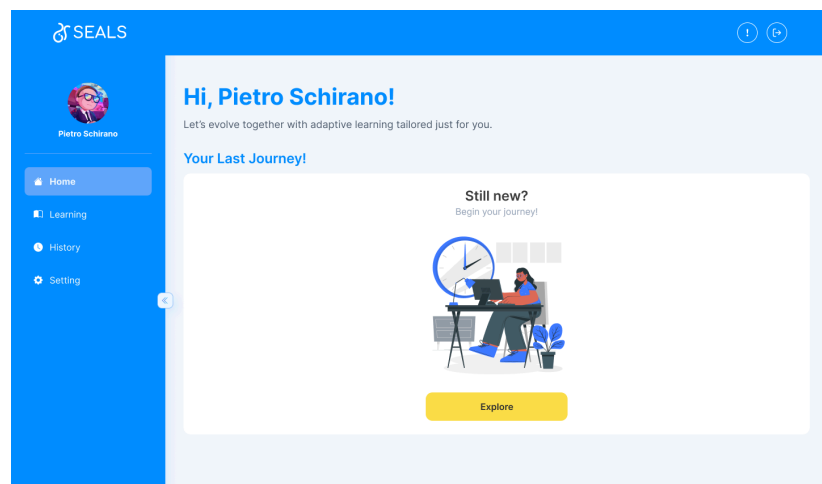 SEALS
Pietro Schirano
Home
Learning
History
Setting
Hi, Pietro Schirano!
Let's evolve together with adaptive learning tailored just for you.
Your Last Journey!
Still new?
Begin your journey!
Explore